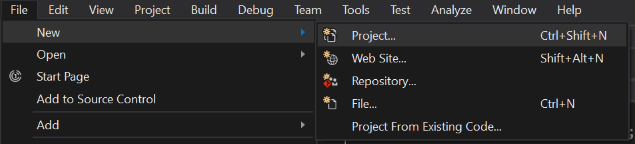 File Edit View Project Build Debug Team Tools Test Analyze Window Help
New
Open
Start Page
Add to Source Control
Add
Project... Ctrl+Shift+N
Web Site... Shift+Alt+N
Repository...
File... Ctrl+N
Project From Existing Code...